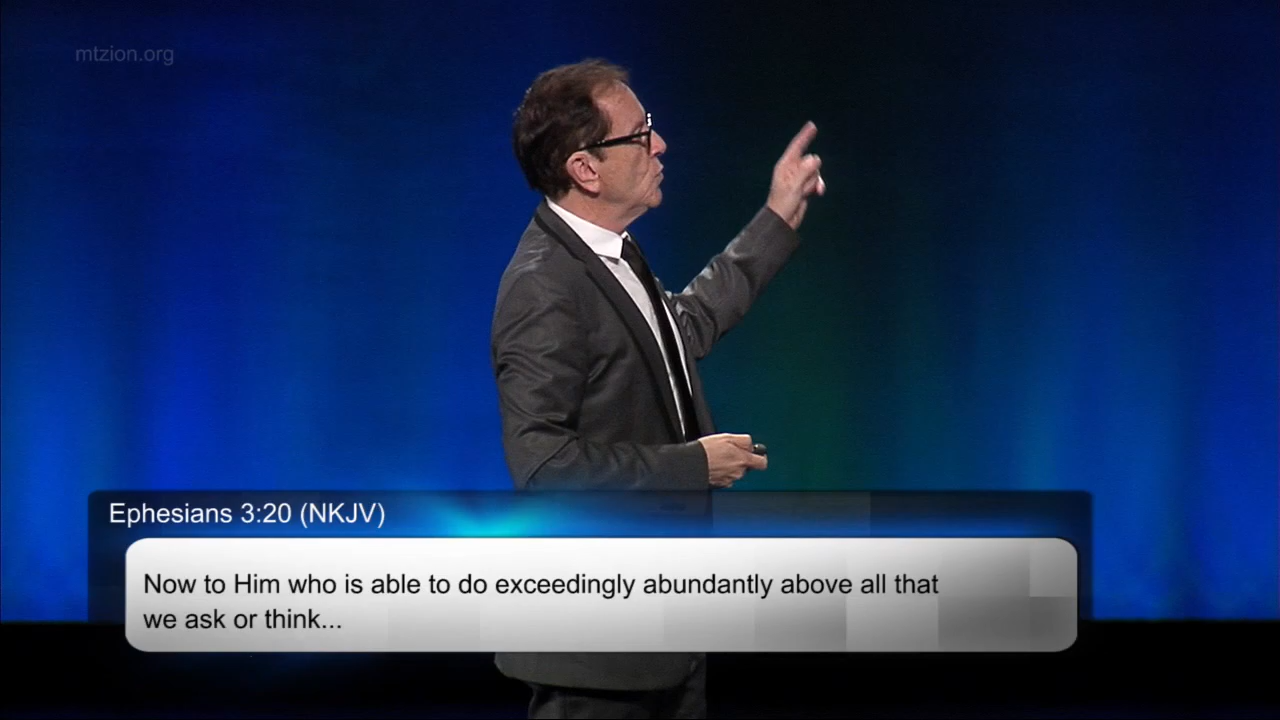 mtzion.org
Ephesians 3:20 (NKJV)
Now to Him who is able to do exceedingly abundantly above all that
we ask or think...